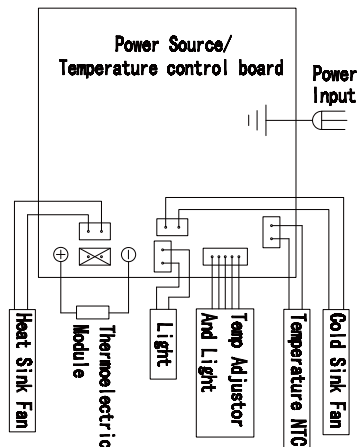 Power Source/
Temperature control board
Power
Input
+
-
Heat Sink Fan
Thermoelectric
Module
Light
Temp Adjustor
And Light
Temperature NTC
Cold Sink Fan